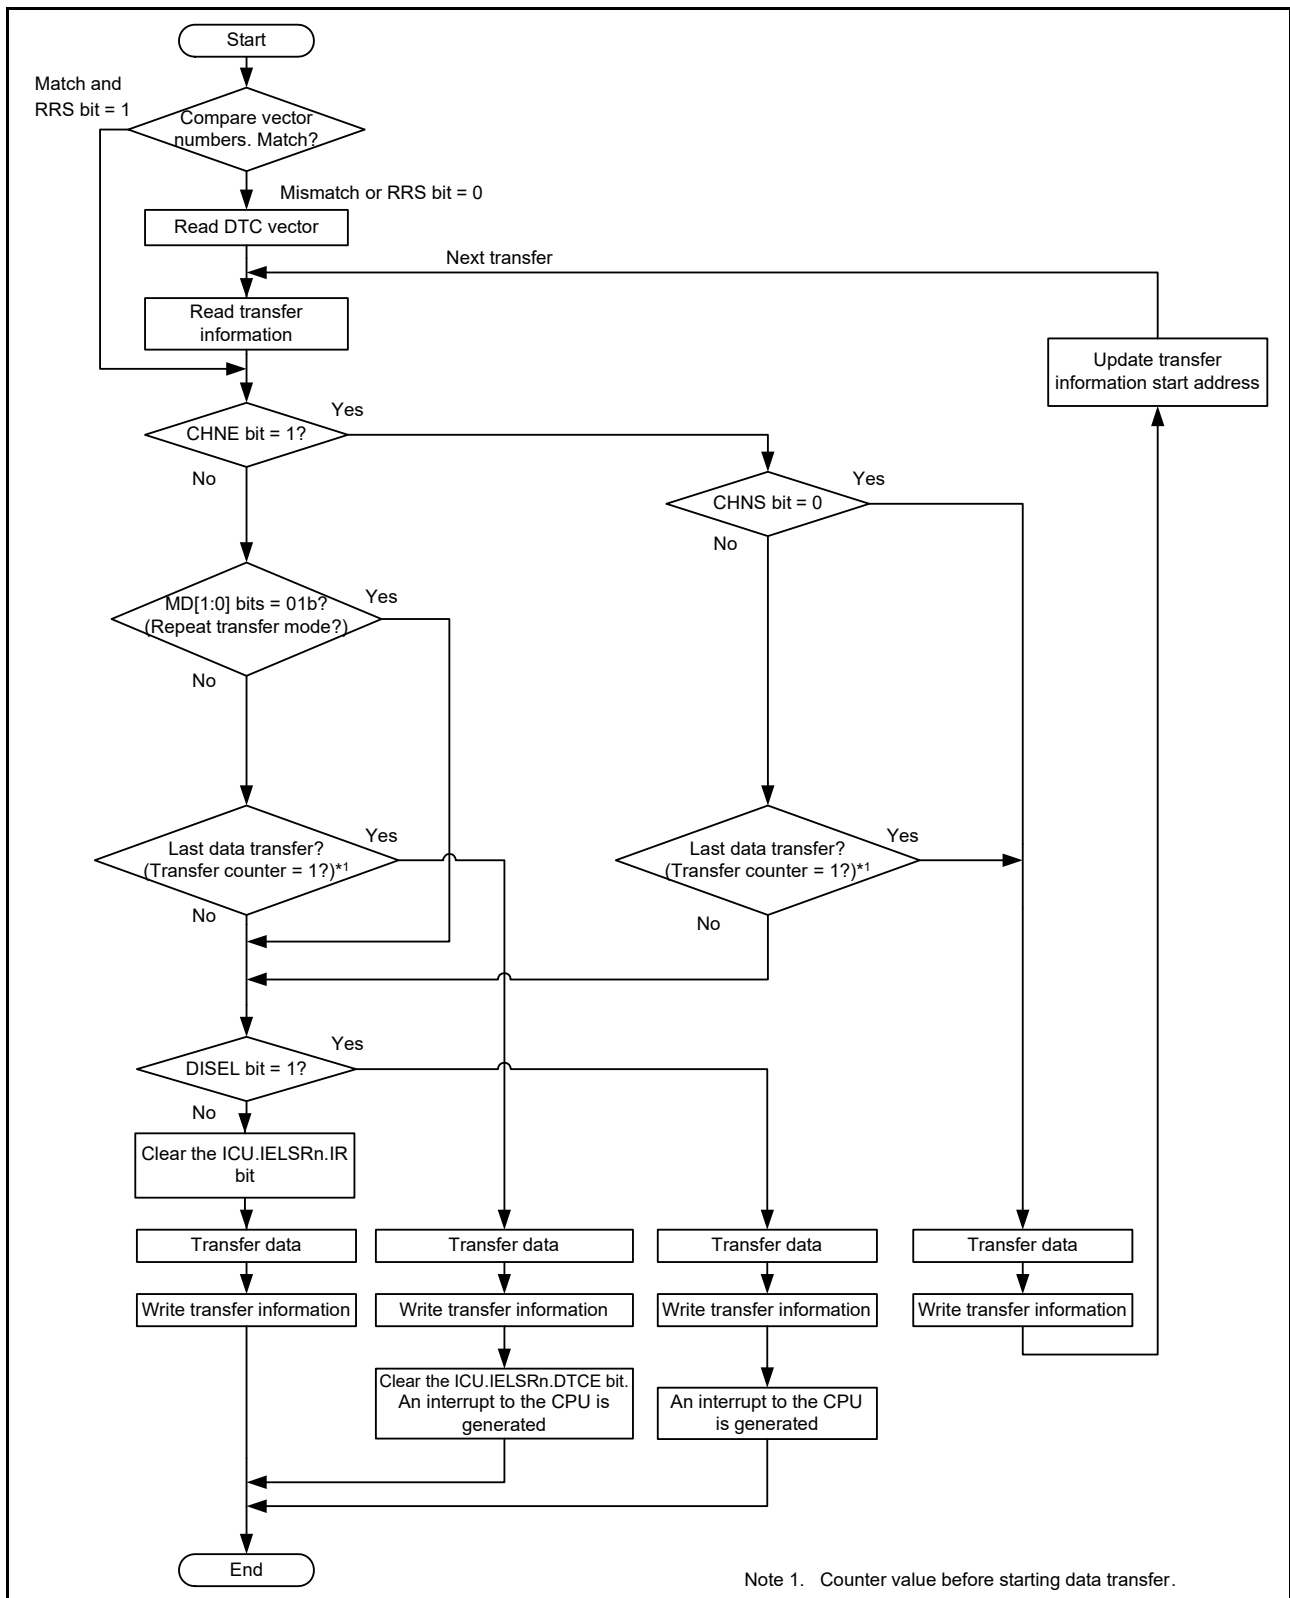 Start
Match and
RRS bit = 1
Compare vector
numbers. Match?
Mismatch or RRS bit = 0
Read DTC vector
Next transfer
Read transfer
information
Update transfer
information start address
Yes
CHNE bit = 1?
No
Yes
CHNS bit = 0
No
MD[1:0] bits = 01b?
(Repeat transfer mode?)
Yes
No
Last data transfer?
(Transfer counter = 1?)*1
Yes
No
Last data transfer?
(Transfer counter = 1?)*1
Yes
No
Yes
DISEL bit = 1?
No
Clear the ICU.IELSRn.IR
bit
Transfer data
Transfer data
Transfer data
Transfer data
Write transfer information
Write transfer information
Write transfer information
Write transfer information
Clear the ICU.IELSRn.DTCE bit.
An interrupt to the CPU is
generated
An interrupt to the CPU
is generated
End
Note 1. Counter value before starting data transfer.